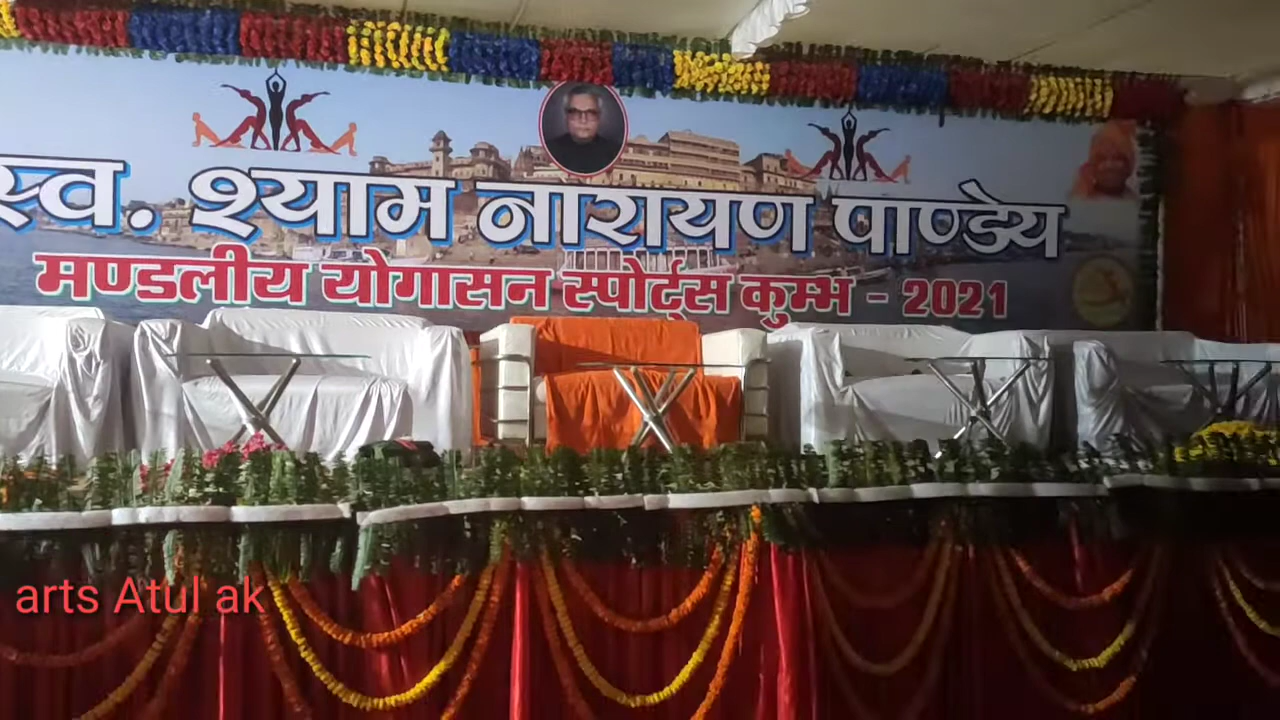 स्व. श्याम नारायण पाण्डेय
मण्डलीय योगासन स्पोर्ट्स कुम्भ - 2021
arts Atul ak